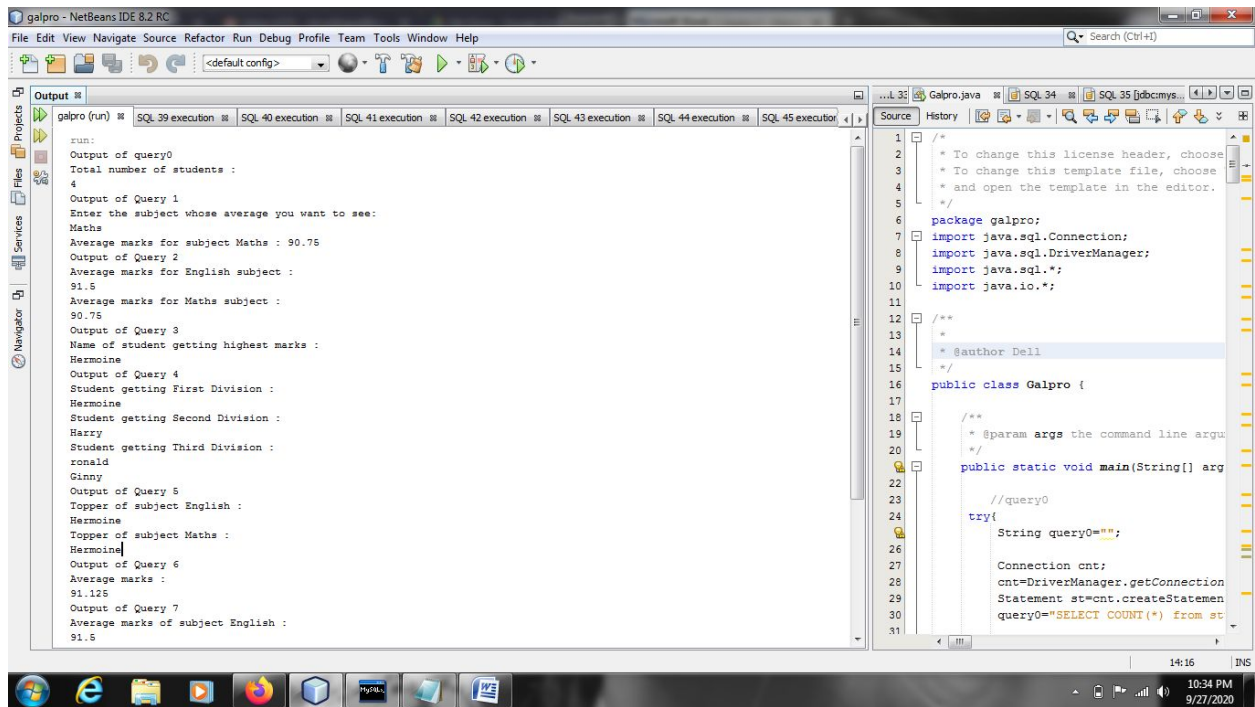 galpro - NetBeans IDE 8.2 RC
File Edit View Navigate Source Refactor Run Debug Profile Team Tools Window Help
Search (Ctrl+I)
<default config>
Output
galpro (run) SQL 39 execution SQL 40 execution SQL 41 execution SQL 42 execution SQL 43 execution SQL 44 execution SQL 45 execution
Projects
Files
Services
Navigator
run:
Output of query0
Total number of students :
4
Output of Query 1
Enter the subject whose average you want to see:
Maths
Average marks for subject Maths : 90.75
Output of Query 2
Average marks for English subject :
91.5
Average marks for Maths subject :
90.75
Output of Query 3
Name of student getting highest marks :
Hermoine
Output of Query 4
Student getting First Division :
Hermoine
Student getting Second Division :
Harry
Student getting Third Division :
ronald
Ginny
Output of Query 5
Topper of subject English :
Hermoine
Topper of subject Maths :
Hermoine
Output of Query 6
Average marks :
91.125
Output of Query 7
Average marks of subject English :
91.5
...L 33 Galpro.java SQL 34 SQL 35 [jdbc:mys...
Source History
1 /*
2 * To change this license header, choose
3 * To change this template file, choose
4 * and open the template in the editor.
5 */
6 package galpro;
7 import java.sql.Connection;
8 import java.sql.DriverManager;
9 import java.sql.*;
10 import java.io.*;
11
12 /**
13 *
14 * @author Dell
15 */
16 public class Galpro {
17
18 /**
19 * @param args the command line argu
20 */
public static void main(String[] arg
22
23 //query0
24 try{
String query0="";
26
27 Connection cnt;
28 cnt=DriverManager.getConnection
29 Statement st=cnt.createStatemen
30 query0="SELECT COUNT(*) from st
31
14:16 INS
MySQL
10:34 PM
9/27/2020